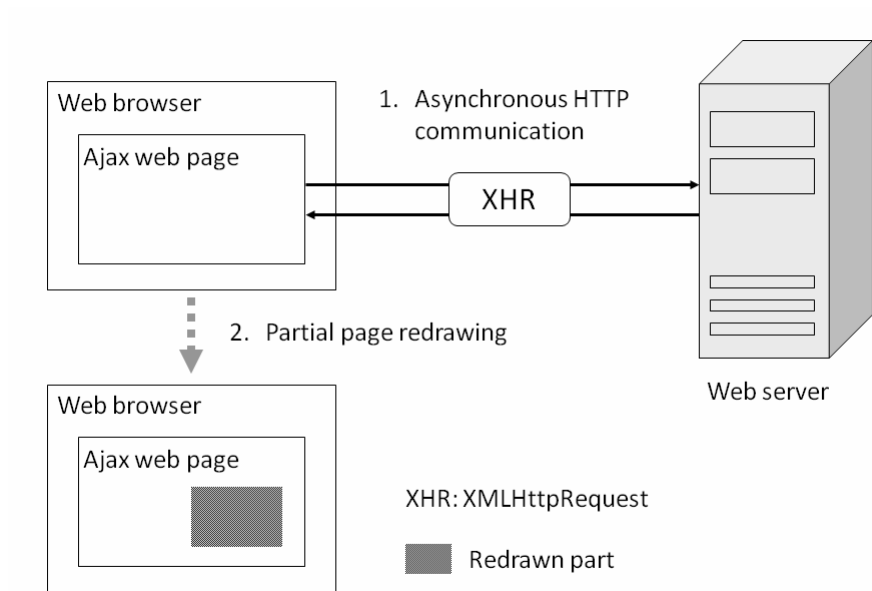 Web browser
Ajax web page
1. Asynchronous HTTP
communication
XHR
2. Partial page redrawing
Web server
Web browser
Ajax web page
XHR: XMLHttpRequest
Redrawn part